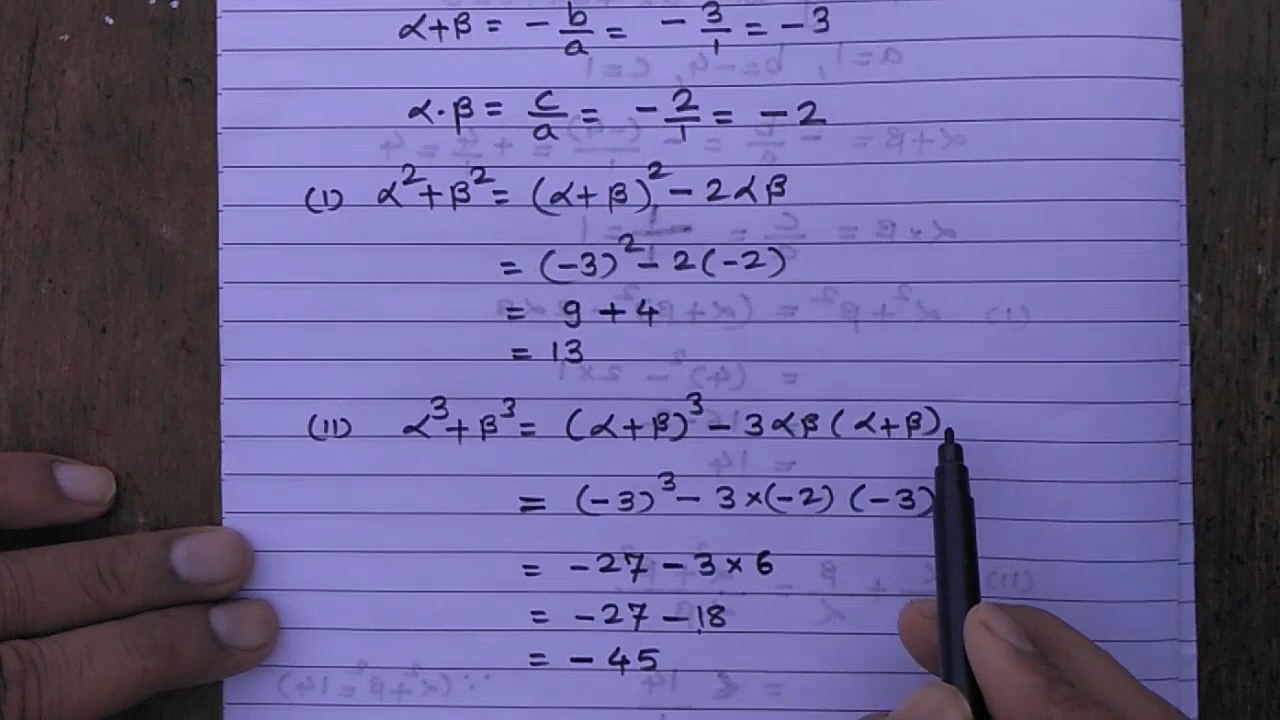 α+β = - b/a = - 3/1 = -3
α·β = c/a = - 2/1 = -2
(I) α²+β² = (α+β)² - 2αβ
= (-3)² - 2(-2)
= 9 + 4
= 13
(II) α³+β³ = (α+β)³ - 3αβ(α+β)
= (-3)³ - 3×(-2) (-3)
= -27 - 3×6
= -27 - 18
= -45